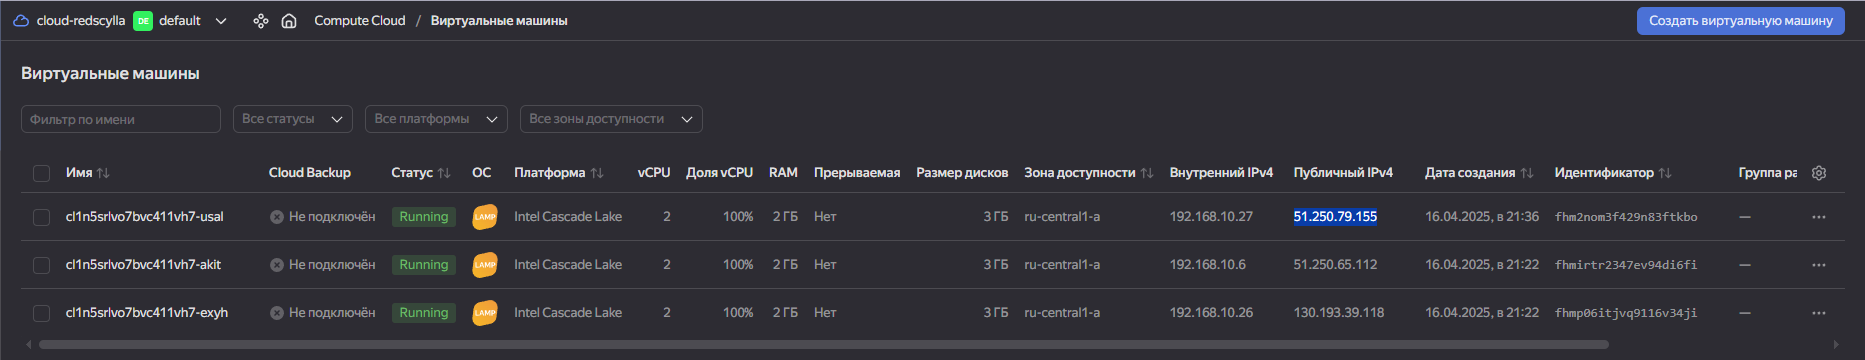 cloud-redscylla DE default Compute Cloud / Виртуальные машины Создать виртуальную машину
Виртуальные машины
Фильтр по имени Все статусы Все платформы Все зоны доступности
Имя Cloud Backup Статус ОС Платформа vCPU Доля vCPU RAM Прерываемая Размер дисков Зона доступности Внутренний IPv4 Публичный IPv4 Дата создания Идентификатор Группа ра
cl1n5srlvo7bvc411vh7-usal Не подключён Running LAMP Intel Cascade Lake 2 100% 2 ГБ Нет 3 ГБ ru-central1-a 192.168.10.27 51.250.79.155 16.04.2025, в 21:36 fhm2nom3f429n83ftkbo —
cl1n5srlvo7bvc411vh7-akit Не подключён Running LAMP Intel Cascade Lake 2 100% 2 ГБ Нет 3 ГБ ru-central1-a 192.168.10.6 51.250.65.112 16.04.2025, в 21:22 fhmirtr2347ev94di6fi —
cl1n5srlvo7bvc411vh7-exyh Не подключён Running LAMP Intel Cascade Lake 2 100% 2 ГБ Нет 3 ГБ ru-central1-a 192.168.10.26 130.193.39.118 16.04.2025, в 21:22 fhmp06itjvq9116v34ji —